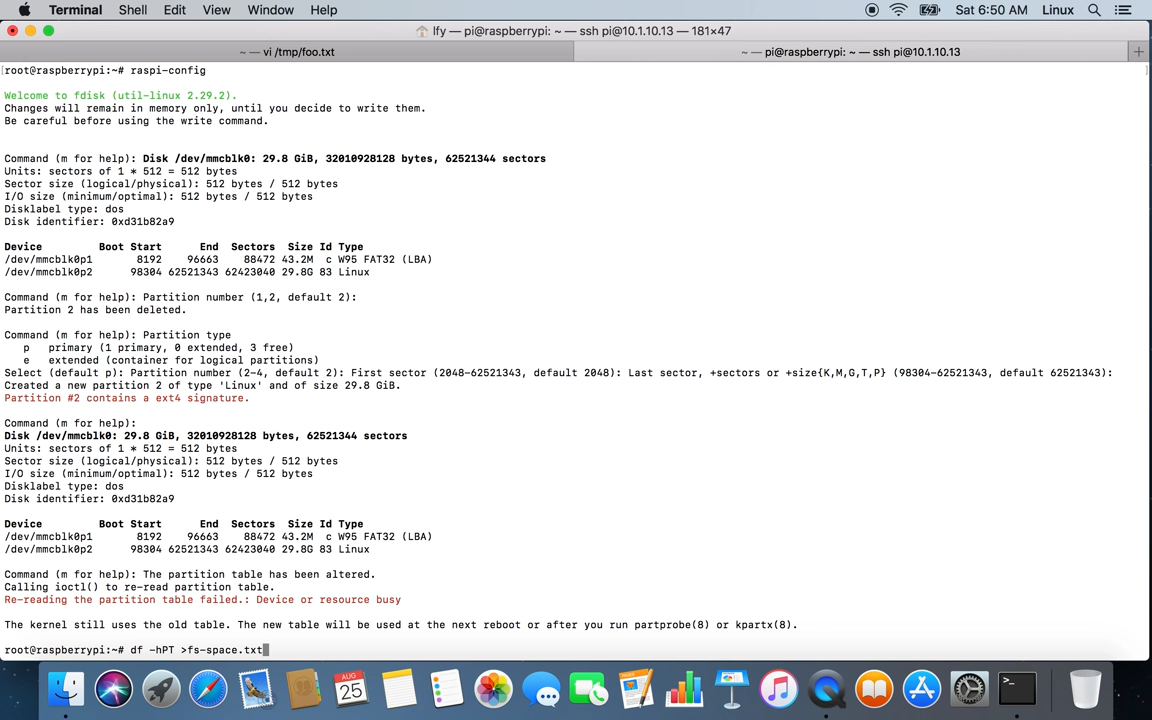 Terminal Shell Edit View Window Help Sat 6:50 AM Linux
lfy — pi@raspberrypi: ~ — ssh pi@10.1.10.13 — 181×47
~ — vi /tmp/foo.txt
~ — pi@raspberrypi: ~ — ssh pi@10.1.10.13
[root@raspberrypi:~# raspi-config ]
Welcome to fdisk (util-linux 2.29.2).
Changes will remain in memory only, until you decide to write them.
Be careful before using the write command.
Command (m for help): Disk /dev/mmcblk0: 29.8 GiB, 32010928128 bytes, 62521344 sectors
Units: sectors of 1 * 512 = 512 bytes
Sector size (logical/physical): 512 bytes / 512 bytes
I/O size (minimum/optimal): 512 bytes / 512 bytes
Disklabel type: dos
Disk identifier: 0xd31b82a9
Device Boot Start End Sectors Size Id Type
/dev/mmcblk0p1 8192 96663 88472 43.2M c W95 FAT32 (LBA)
/dev/mmcblk0p2 98304 62521343 62423040 29.8G 83 Linux
Command (m for help): Partition number (1,2, default 2):
Partition 2 has been deleted.
Command (m for help): Partition type
p primary (1 primary, 0 extended, 3 free)
e extended (container for logical partitions)
Select (default p): Partition number (2-4, default 2): First sector (2048-62521343, default 2048): Last sector, +sectors or +size{K,M,G,T,P} (98304-62521343, default 62521343):
Created a new partition 2 of type 'Linux' and of size 29.8 GiB.
Partition #2 contains a ext4 signature.
Command (m for help):
Disk /dev/mmcblk0: 29.8 GiB, 32010928128 bytes, 62521344 sectors
Units: sectors of 1 * 512 = 512 bytes
Sector size (logical/physical): 512 bytes / 512 bytes
I/O size (minimum/optimal): 512 bytes / 512 bytes
Disklabel type: dos
Disk identifier: 0xd31b82a9
Device Boot Start End Sectors Size Id Type
/dev/mmcblk0p1 8192 96663 88472 43.2M c W95 FAT32 (LBA)
/dev/mmcblk0p2 98304 62521343 62423040 29.8G 83 Linux
Command (m for help): The partition table has been altered.
Calling ioctl() to re-read partition table.
Re-reading the partition table failed.: Device or resource busy
The kernel still uses the old table. The new table will be used at the next reboot or after you run partprobe(8) or kpartx(8).
root@raspberrypi:~# df -hPT >fs-space.txt
AUG
25
>_